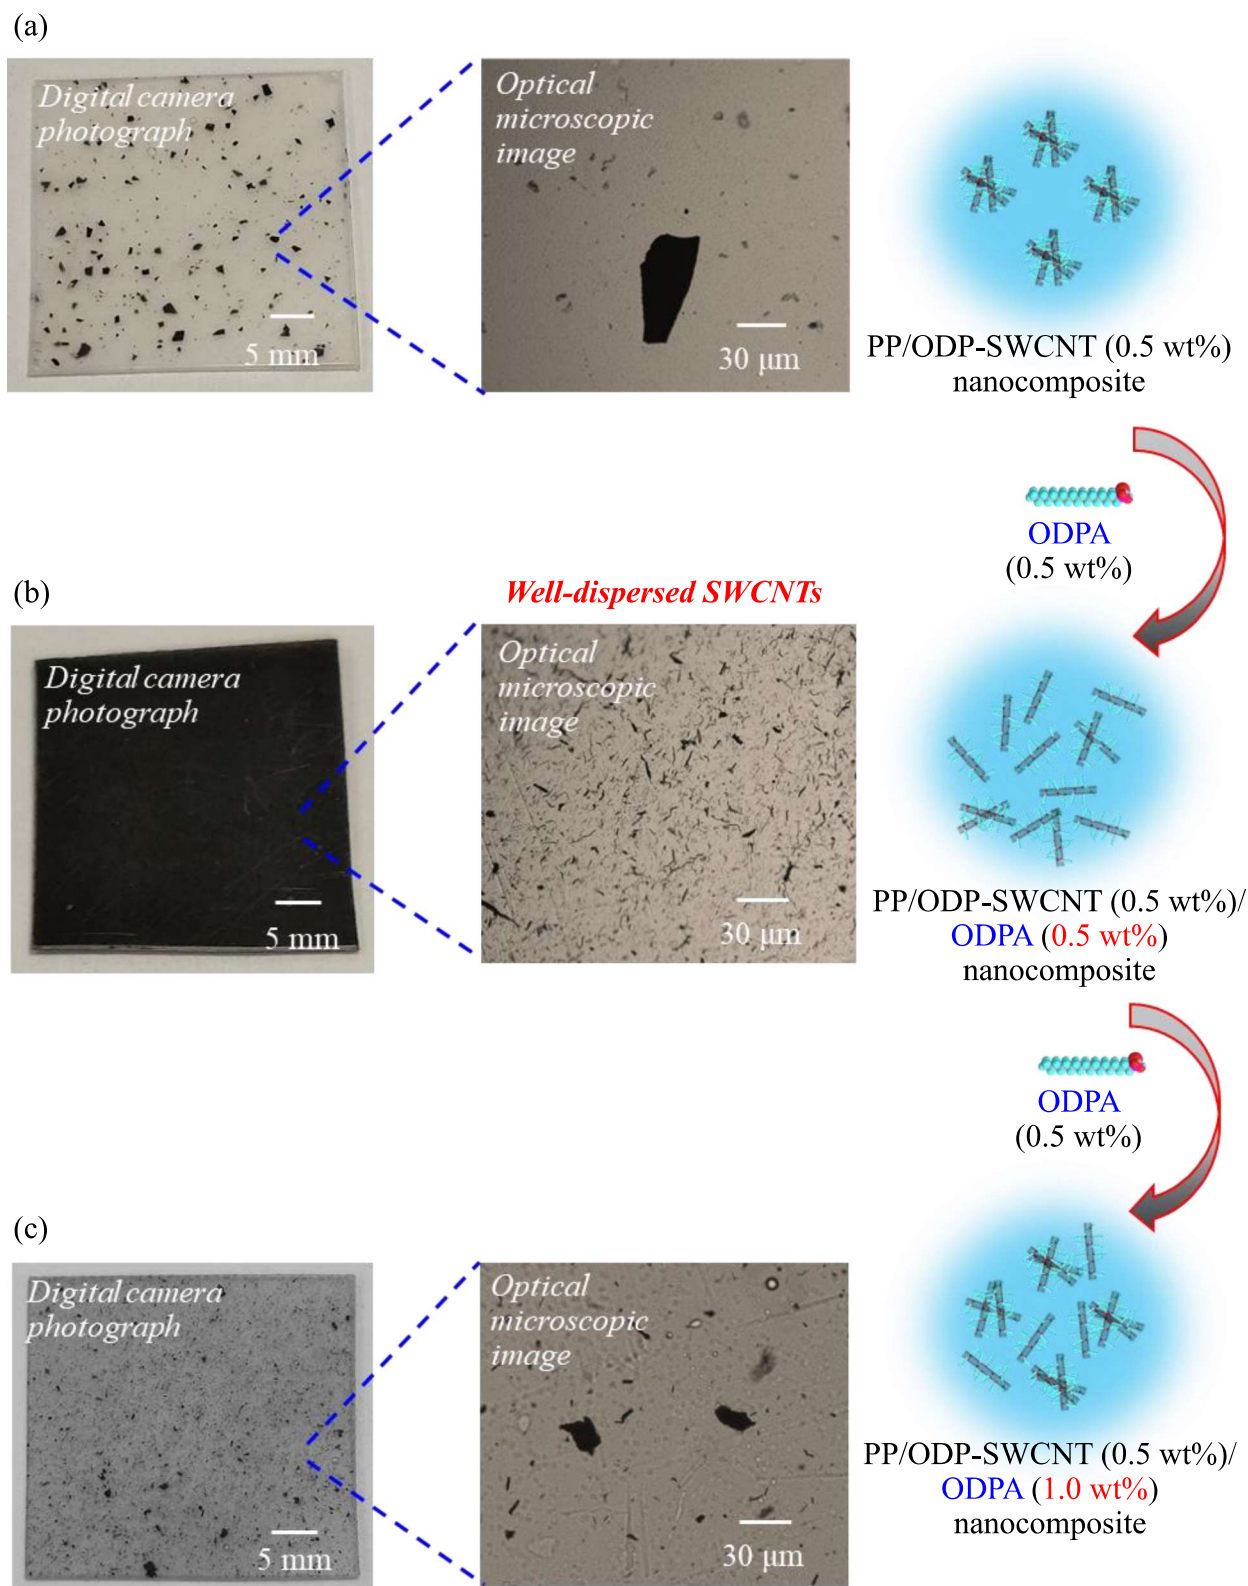 (a)
Digital camera
photograph
5 mm
Optical
microscopic
image
30 μm
PP/ODP-SWCNT (0.5 wt%)
nanocomposite
ODPA
(0.5 wt%)
(b)
Well-dispersed SWCNTs
Digital camera
photograph
5 mm
Optical
microscopic
image
30 μm
PP/ODP-SWCNT (0.5 wt%)/
ODPA (0.5 wt%)
nanocomposite
ODPA
(0.5 wt%)
(c)
Digital camera
photograph
5 mm
Optical
microscopic
image
30 μm
PP/ODP-SWCNT (0.5 wt%)/
ODPA (1.0 wt%)
nanocomposite